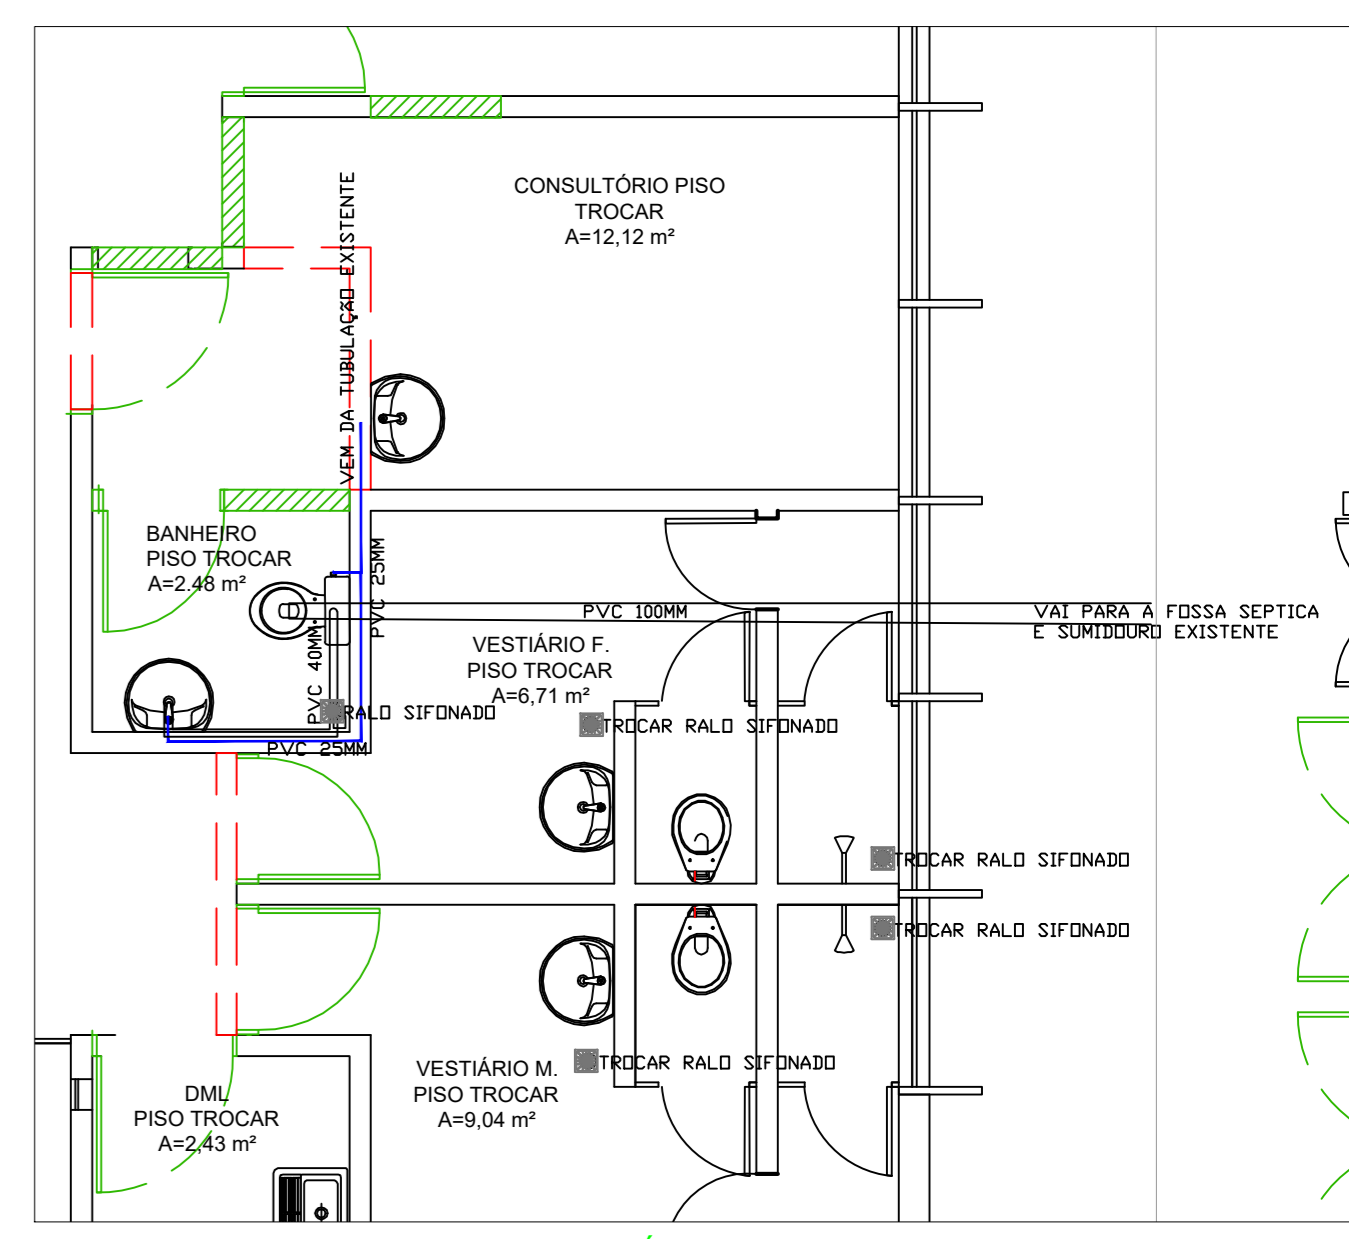 CONSULTÓRIO PISO
TROCAR
A=12,12 m²
VEM DA TUBULAÇÃO EXISTENTE
BANHEIRO
PISO TROCAR
A=2.48 m²
PVC 25MM
PVC 40MM
PVC 100MM
VAI PARA A FOSSA SEPTICA
E SUMIDOURO EXISTENTE
VESTIÁRIO F.
PISO TROCAR
A=6,71 m²
RALO SIFONADO
TROCAR RALO SIFONADO
PVC 25MM
TROCAR RALO SIFONADO
TROCAR RALO SIFONADO
TROCAR RALO SIFONADO
VESTIÁRIO M.
PISO TROCAR
A=9,04 m²
DML
PISO TROCAR
A=2,43 m²